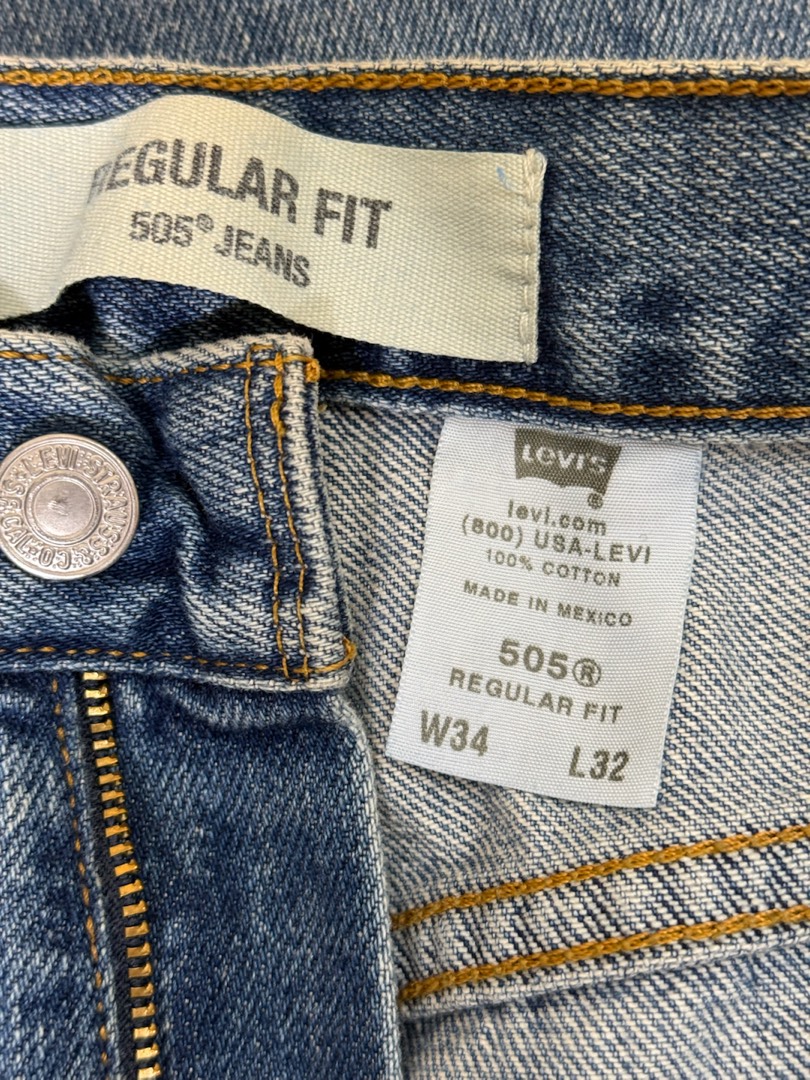 REGULAR FIT
505® JEANS
LEVI STRAUSS & CO
LEVI'S
®
levi.com
(800) USA-LEVI
100% COTTON
MADE IN MEXICO
505®
REGULAR FIT
W34 L32